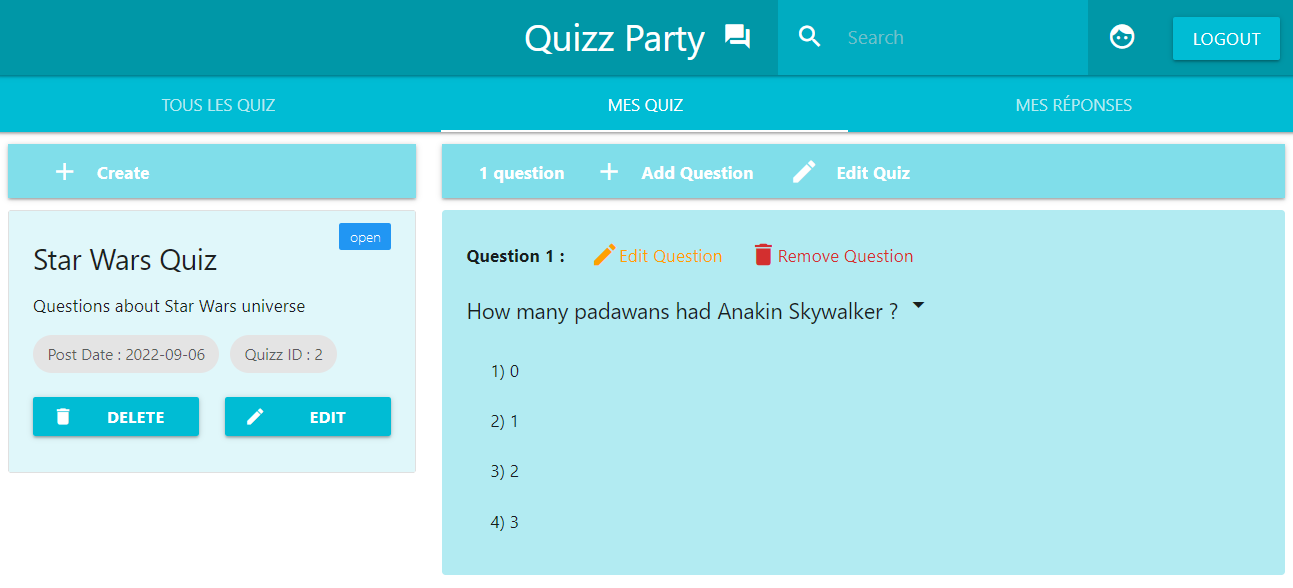 Quizz Party
Search
LOGOUT
TOUS LES QUIZ
MES QUIZ
MES RÉPONSES
Create
1 question
Add Question
Edit Quiz
open
Star Wars Quiz
Questions about Star Wars universe
Post Date : 2022-09-06
Quizz ID : 2
DELETE
EDIT
Question 1 :
Edit Question
Remove Question
How many padawans had Anakin Skywalker ?
1) 0
2) 1
3) 2
4) 3